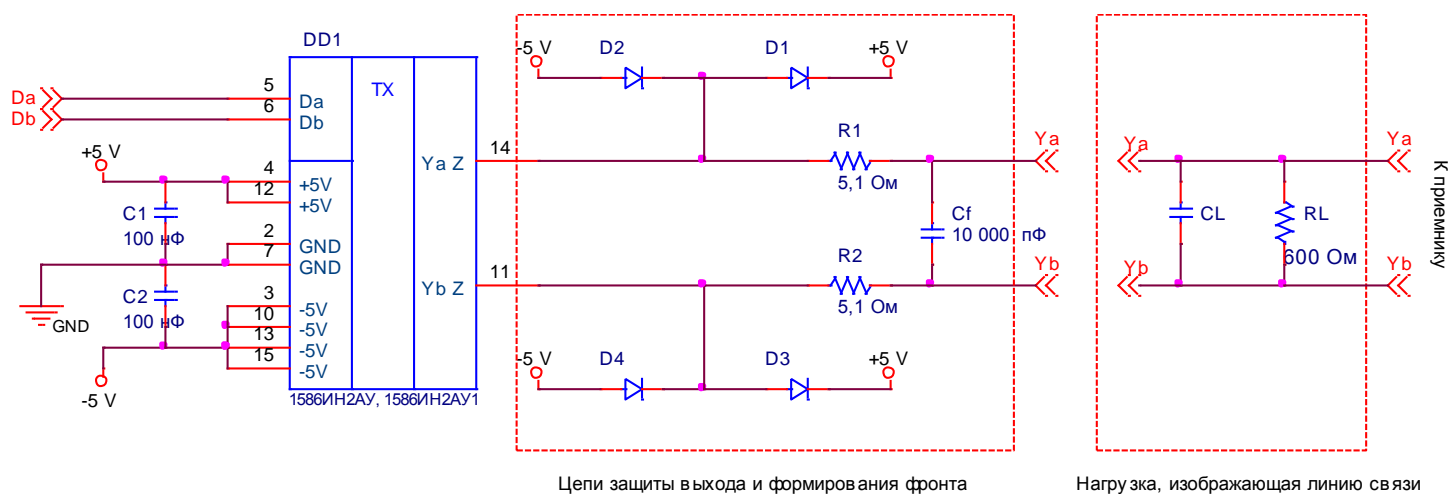 DD1
TX
5
6
Da
Db
Da
Db
+5 V
4
12
+5V
+5V
C1
100 нФ
2
7
GND
GND
C2
100 нФ
GND
3
10
13
15
-5V
-5V
-5V
-5V
-5 V
Ya Z
14
Yb Z
11
1586ИН2АУ, 1586ИН2АУ1
-5 V
D2
D1
+5 V
R1
5,1 Ом
Cf
10 000 пФ
R2
5,1 Ом
-5 V
D4
D3
+5 V
Ya
Yb
Цепи защиты выхода и формирования фронта
Ya
Yb
CL
RL
600 Ом
Ya
Yb
К приемнику
Нагрузка, изображающая линию связи